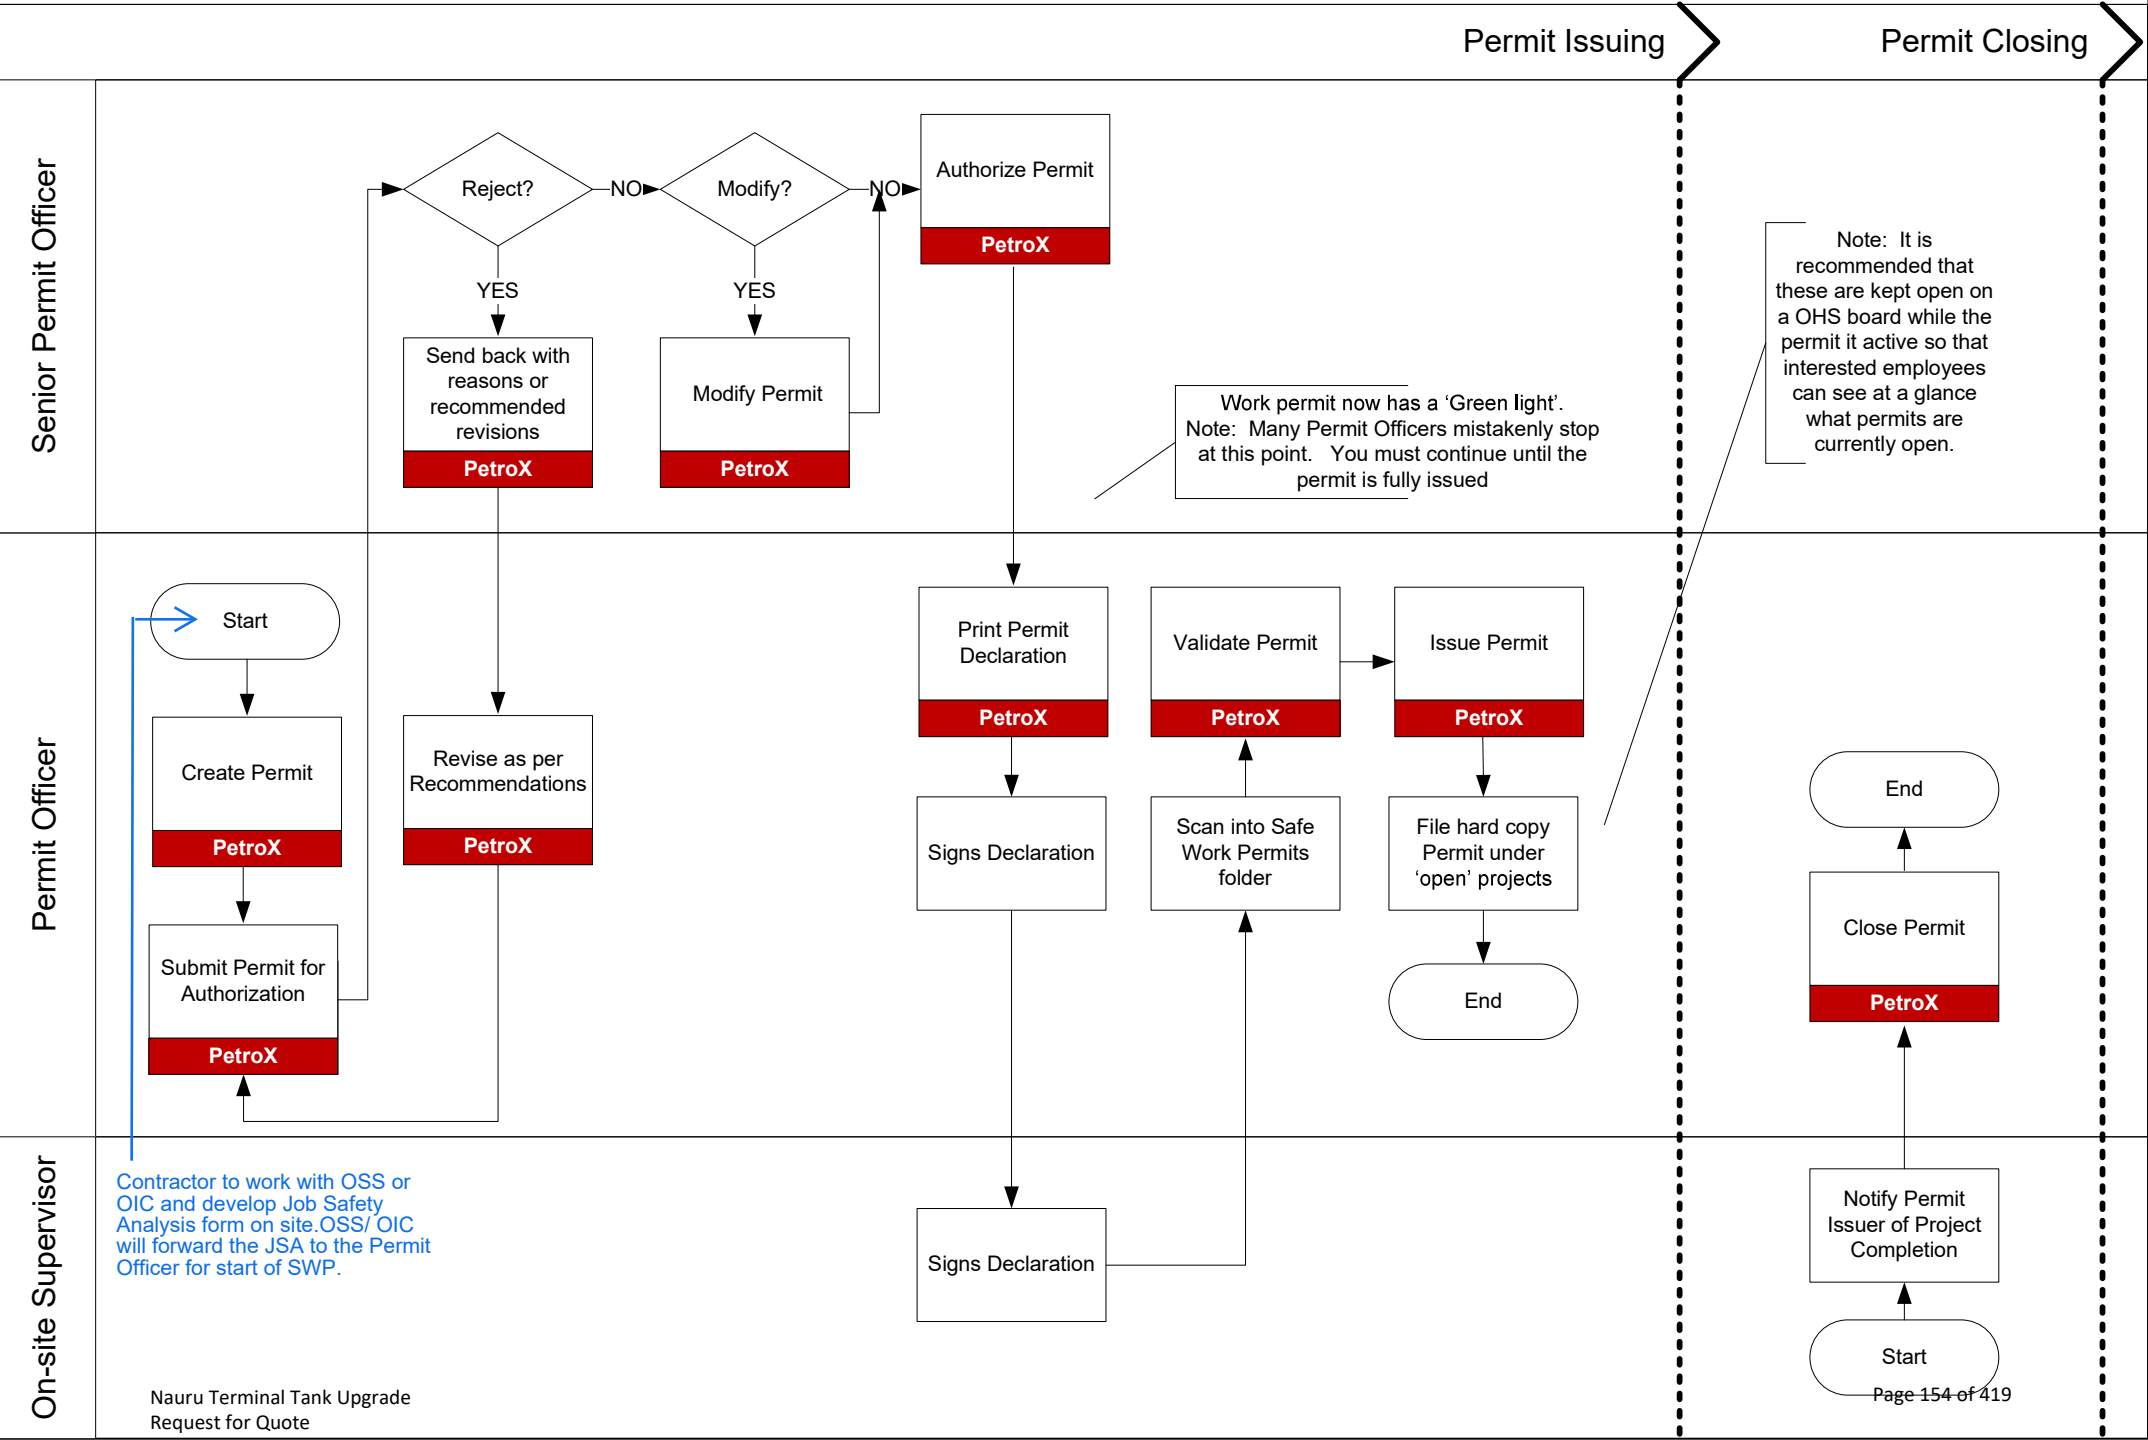 Permit Issuing
Permit Closing
Senior Permit Officer
Reject?
NO
Modify?
NO
Authorize Permit
PetroX
YES
YES
Send back with
reasons or
recommended
revisions
PetroX
Modify Permit
PetroX
Work permit now has a ‘Green light’.
Note:  Many Permit Officers mistakenly stop
at this point.   You must continue until the
permit is fully issued
Note:  It is
recommended that
these are kept open on
a OHS board while the
permit it active so that
interested employees
can see at a glance
what permits are
currently open.
Permit Officer
Start
Create Permit
PetroX
Submit Permit for
Authorization
PetroX
Revise as per
Recommendations
PetroX
Print Permit
Declaration
PetroX
Signs Declaration
Validate Permit
PetroX
Scan into Safe
Work Permits
folder
Issue Permit
PetroX
File hard copy
Permit under
‘open’ projects
End
End
Close Permit
PetroX
On-site Supervisor
Contractor to work with OSS or
OIC and develop Job Safety
Analysis form on site.OSS/ OIC
will forward the JSA to the Permit
Officer for start of SWP.
Signs Declaration
Notify Permit
Issuer of Project
Completion
Start
Nauru Terminal Tank Upgrade
Request for Quote
Page 154 of 419